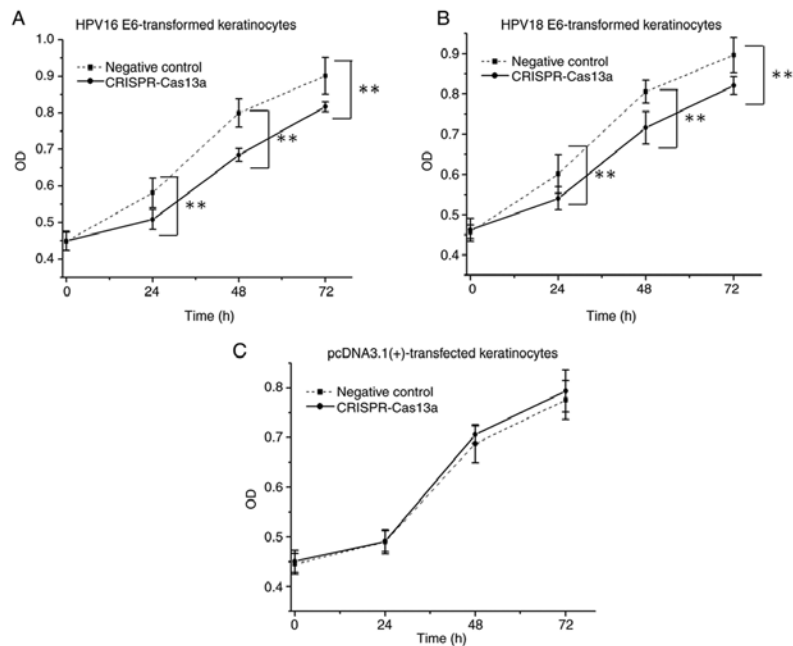 A
HPV16 E6-transformed keratinocytes
1.0
0.9
0.8
0.7
0.6
0.5
0.4
OD
Negative control
CRISPR-Cas13a
**
**
**
0
24
48
72
Time (h)
B
HPV18 E6-transformed keratinocytes
0.9
0.8
0.7
0.6
0.5
0.4
OD
Negative control
CRISPR-Cas13a
**
**
**
0
24
48
72
Time (h)
C
pcDNA3.1(+)-transfected keratinocytes
0.8
0.7
0.6
0.5
0.4
OD
Negative control
CRISPR-Cas13a
0
24
48
72
Time (h)